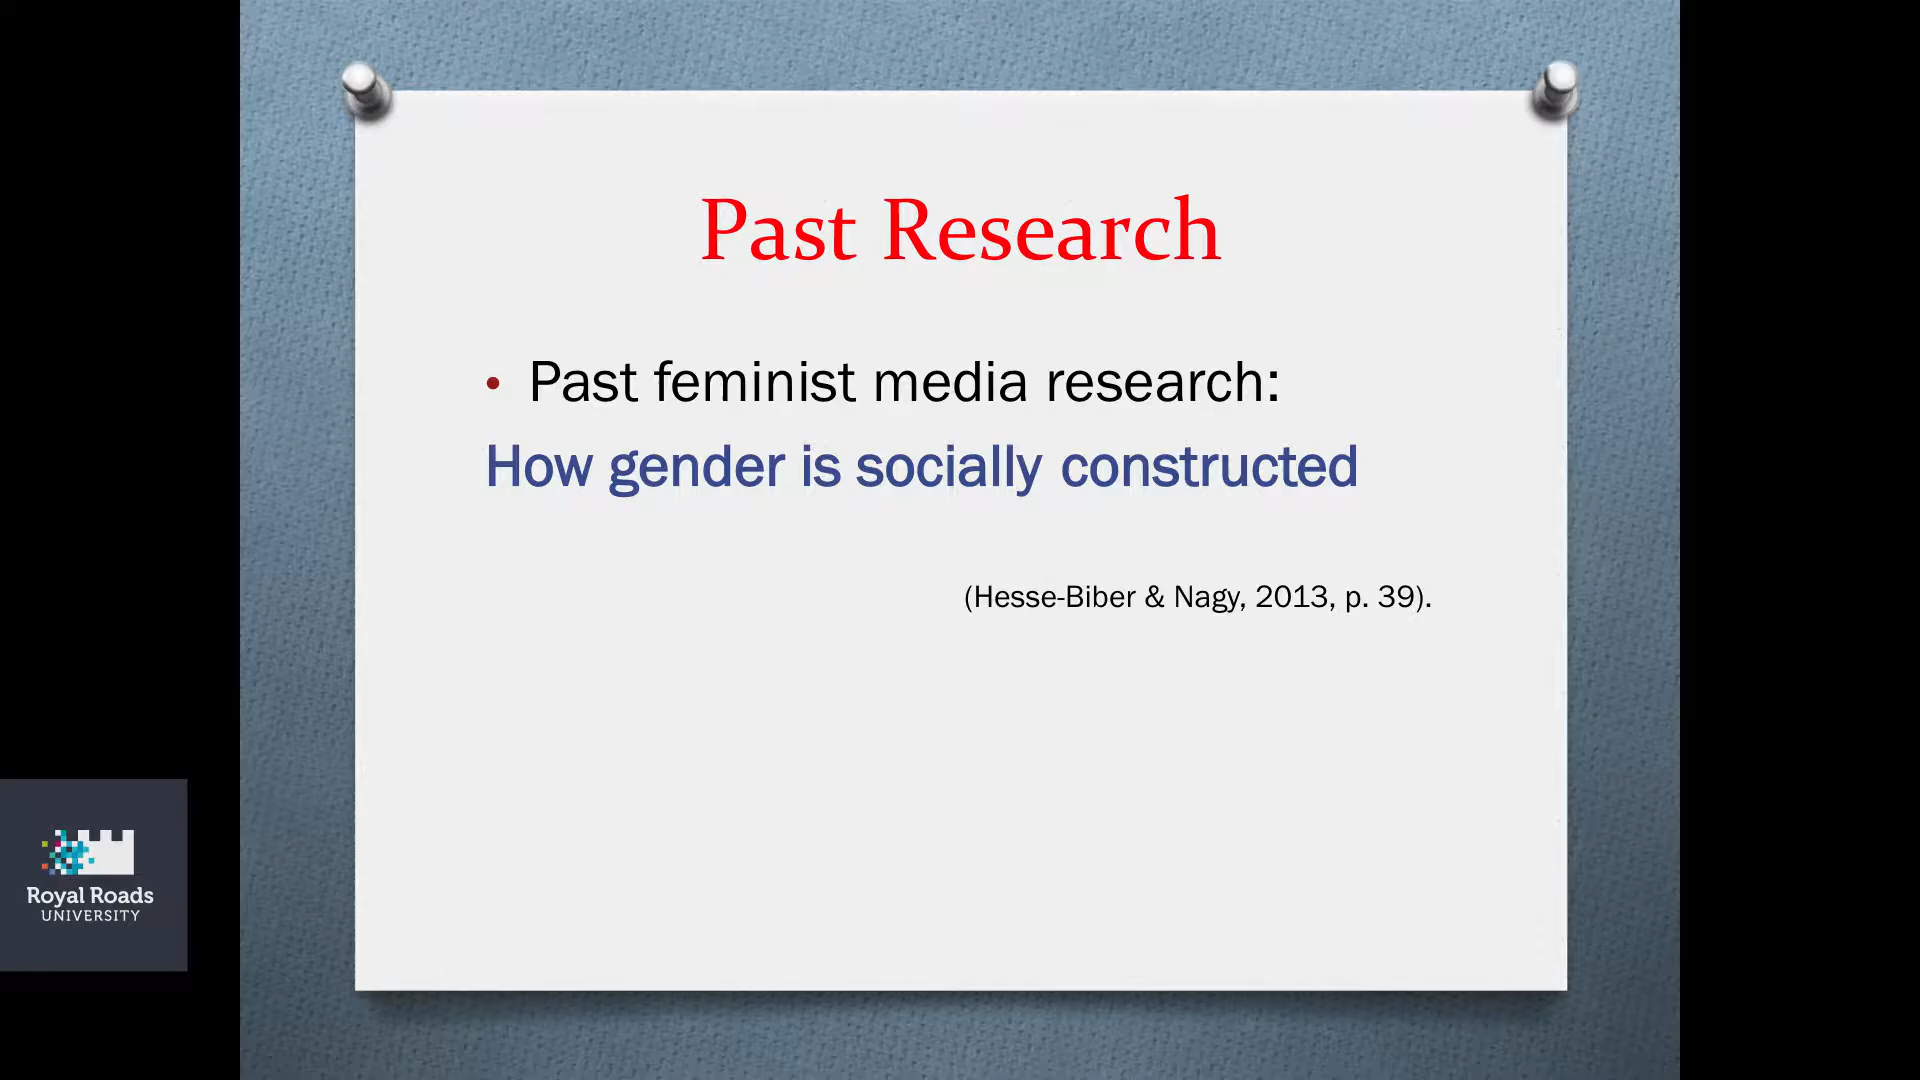 Past Research
• Past feminist media research:
How gender is socially constructed
(Hesse-Biber & Nagy, 2013, p. 39).
Royal Roads
UNIVERSITY